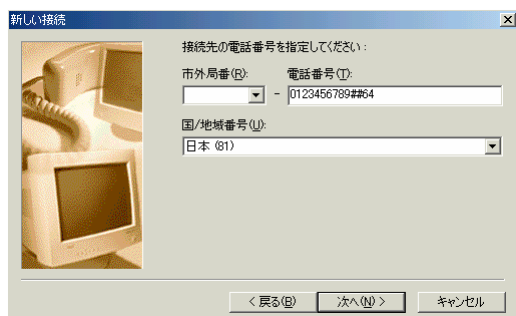 新しい接続
接続先の電話番号を指定してください:
市外局番(R): 電話番号(T):
- 0123456789##64
国/地域番号(U):
日本 (81)
< 戻る(B) 次へ(N) > キャンセル